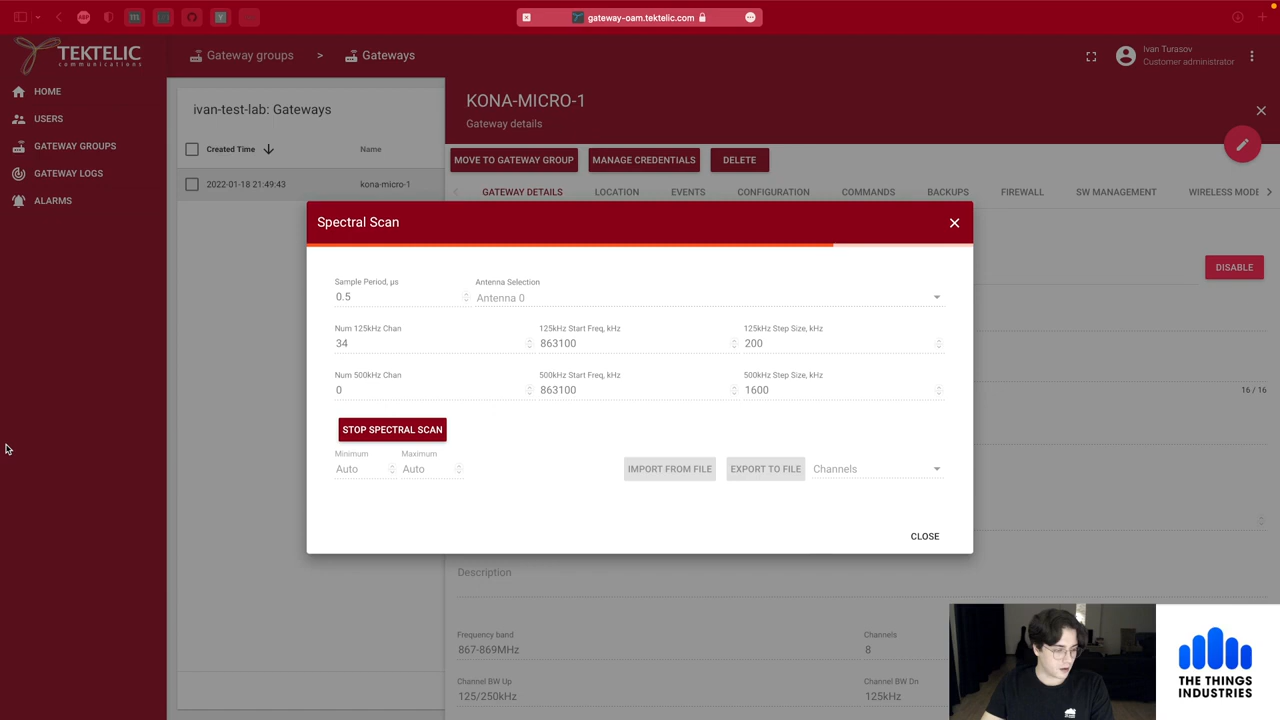 ABP
m
Y
gateway-oam.tektelic.com
TEKTELIC
communications
Gateway groups > Gateways
Ivan Turasov
Customer administrator
HOME
USERS
GATEWAY GROUPS
GATEWAY LOGS
ALARMS
ivan-test-lab: Gateways
Created Time Name
2022-01-18 21:49:43 kona-micro-1
KONA-MICRO-1
Gateway details
MOVE TO GATEWAY GROUP MANAGE CREDENTIALS DELETE
GATEWAY DETAILS LOCATION EVENTS CONFIGURATION COMMANDS BACKUPS FIREWALL SW MANAGEMENT WIRELESS MODE
DISABLE
Spectral Scan
Sample Period, µs Antenna Selection
0.5 Antenna 0
Num 125kHz Chan 125kHz Start Freq, kHz 125kHz Step Size, kHz
34 863100 200
Num 500kHz Chan 500kHz Start Freq, kHz 500kHz Step Size, kHz
0 863100 1600
STOP SPECTRAL SCAN
Minimum Maximum
Auto Auto IMPORT FROM FILE EXPORT TO FILE Channels
CLOSE
16 / 16
Description
Frequency band Channels
867-869MHz 8
Channel BW Up Channel BW Dn
125/250kHz 125kHz
THE THINGS
INDUSTRIES